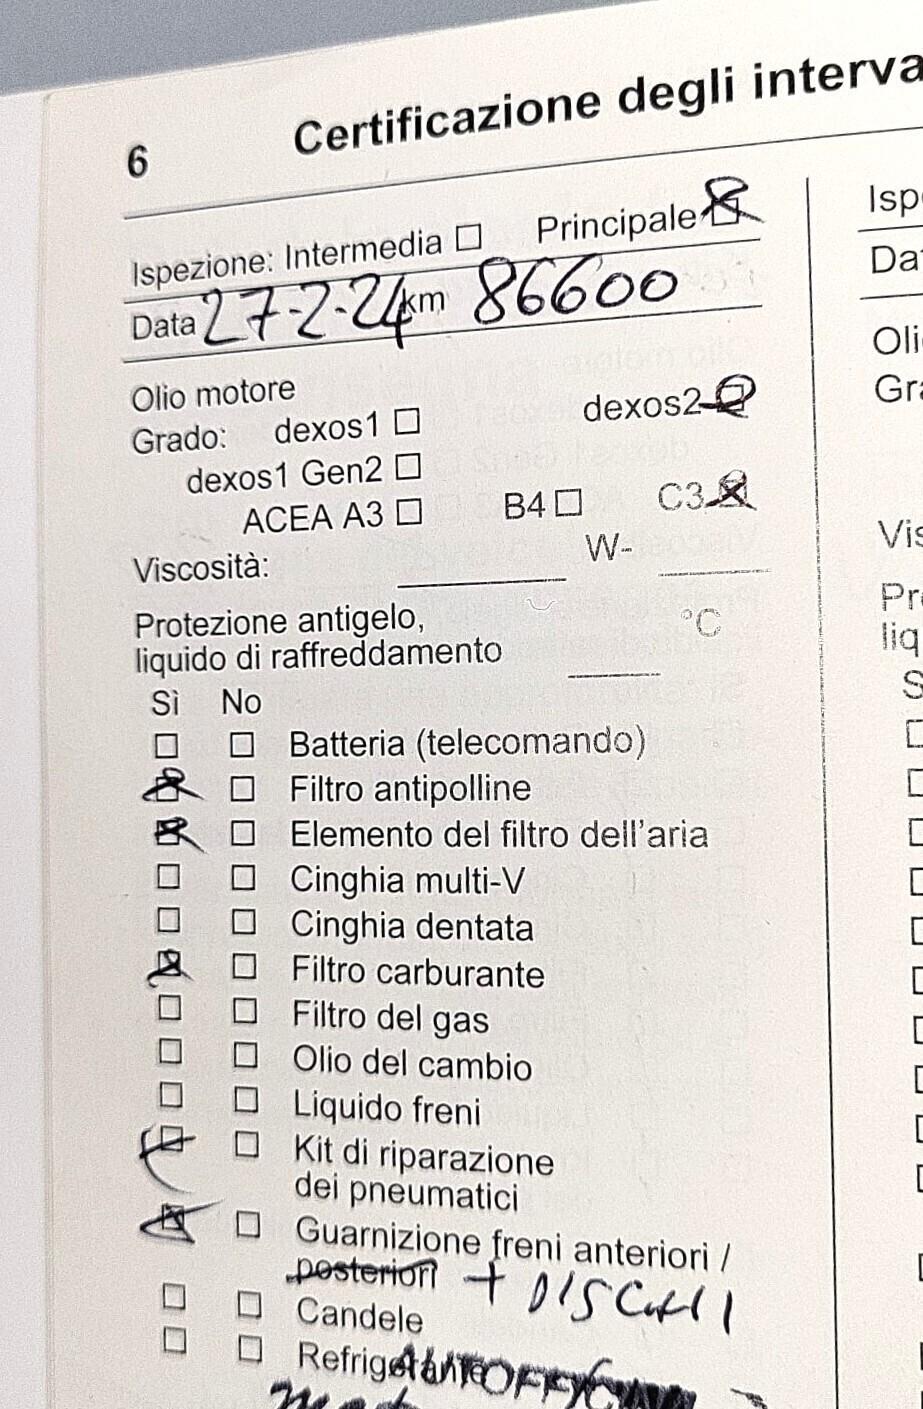 6 Certificazione degli interva
Ispezione: Intermedia ☐ Principale ☒
Data 27-2-24 km 86600
Olio motore
Grado: dexos1 ☐ dexos2 ☒
dexos1 Gen2 ☐
ACEA A3 ☐ B4 ☐ C3 ☒
Viscosità: W-
Protezione antigelo,
liquido di raffreddamento °C
Sì No
☐ ☐ Batteria (telecomando)
☒ ☐ Filtro antipolline
☒ ☐ Elemento del filtro dell'aria
☐ ☐ Cinghia multi-V
☐ ☐ Cinghia dentata
☒ ☐ Filtro carburante
☐ ☐ Filtro del gas
☐ ☐ Olio del cambio
☐ ☐ Liquido freni
☒ ☐ Kit di riparazione
dei pneumatici
☒ ☐ Guarnizione freni anteriori /
posteriori + DISCHI
☐ ☐ Candele
☐ ☐ Refrigerante
Isp
Da
Oli
Gr
Vis
Pr
liq
S